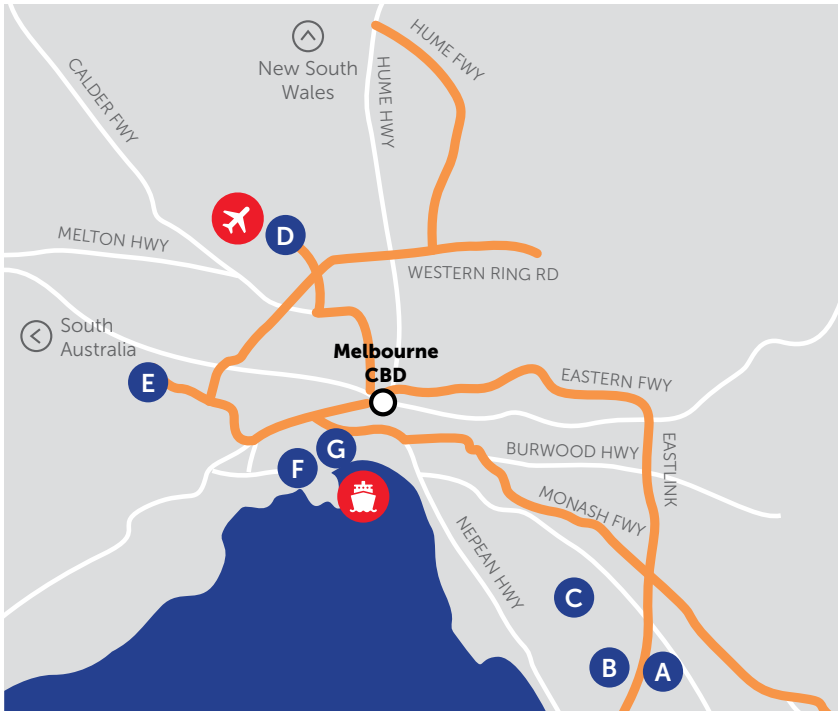 HUME FWY
New South
Wales
HUME HWY
CALDER FWY
D
MELTON HWY
WESTERN RING RD
South
Australia
Melbourne
CBD
E
EASTERN FWY
G
F
BURWOOD HWY
EASTLINK
MONASH FWY
NEPEAN HWY
C
B
A